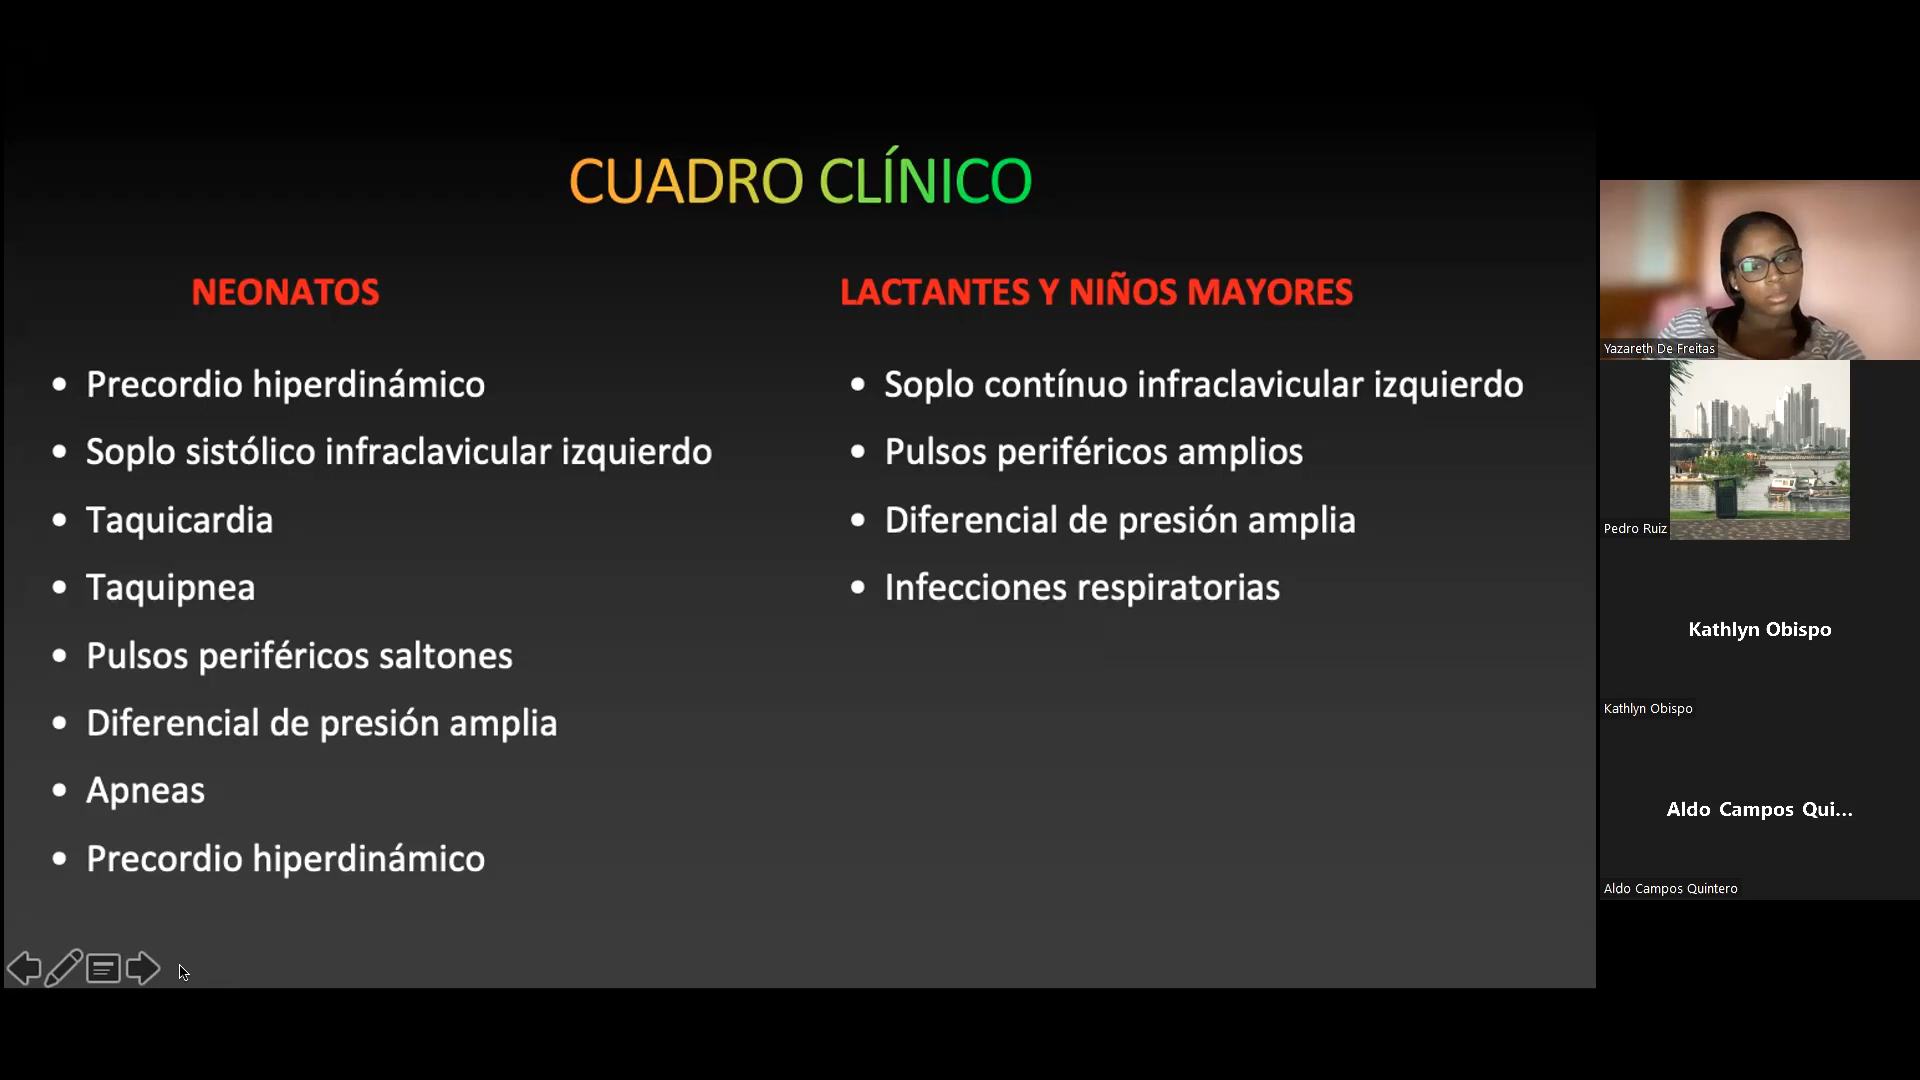 CUADRO CLÍNICO
NEONATOS
• Precordio hiperdinámico
• Soplo sistólico infraclavicular izquierdo
• Taquicardia
• Taquipnea
• Pulsos periféricos saltones
• Diferencial de presión amplia
• Apneas
• Precordio hiperdinámico
LACTANTES Y NIÑOS MAYORES
• Soplo contínuo infraclavicular izquierdo
• Pulsos periféricos amplios
• Diferencial de presión amplia
• Infecciones respiratorias
Yazareth De Freitas
Pedro Ruiz
Kathlyn Obispo
Kathlyn Obispo
Aldo Campos Qui...
Aldo Campos Quintero